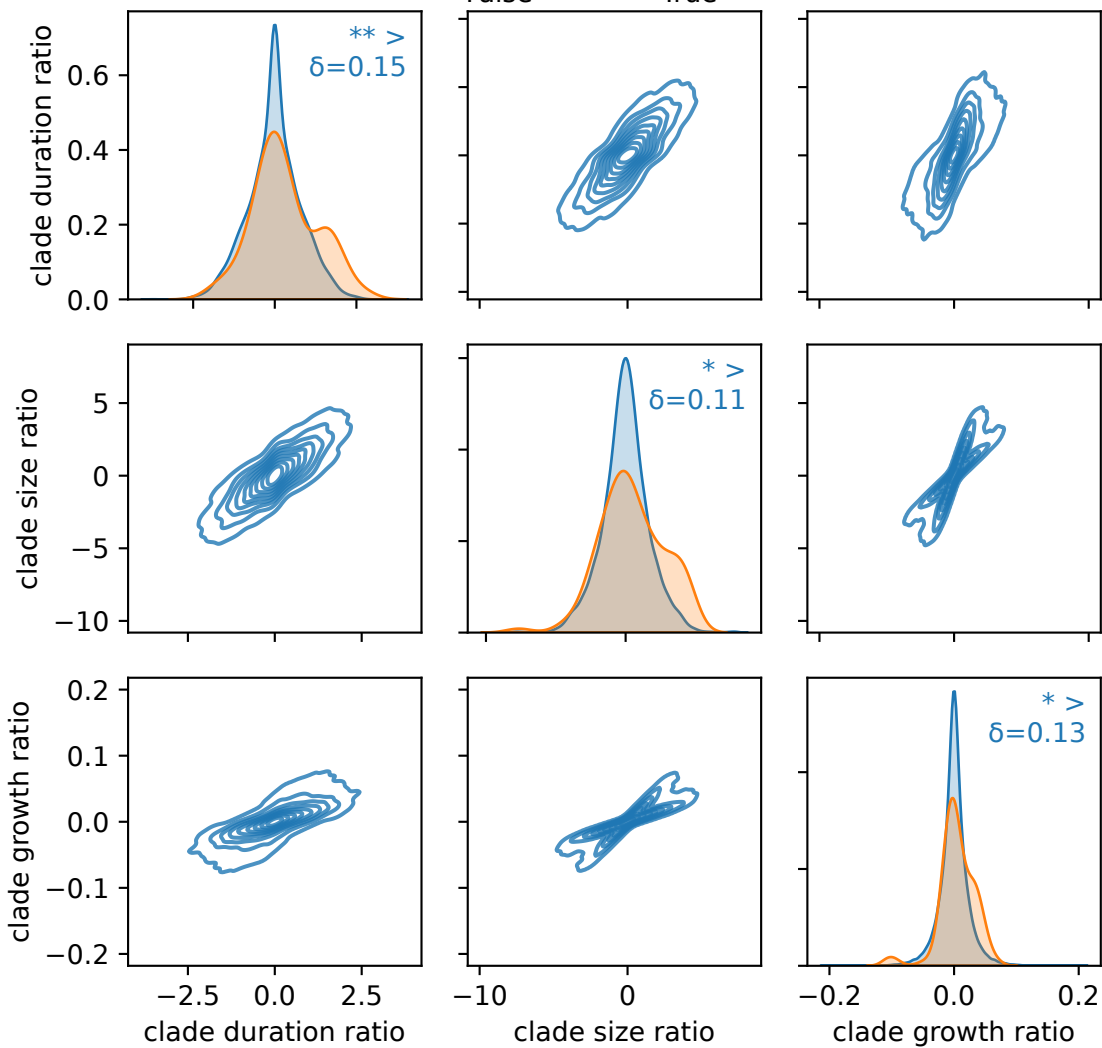 clade duration ratio
0.6
0.4
0.2
0.0
** >
δ=0.15
clade size ratio
5
0
−5
−10
* >
δ=0.11
clade growth ratio
0.2
0.1
0.0
−0.1
−0.2
* >
δ=0.13
−2.5 0.0 2.5
−10 0
−0.2 0.0 0.2
clade duration ratio
clade size ratio
clade growth ratio